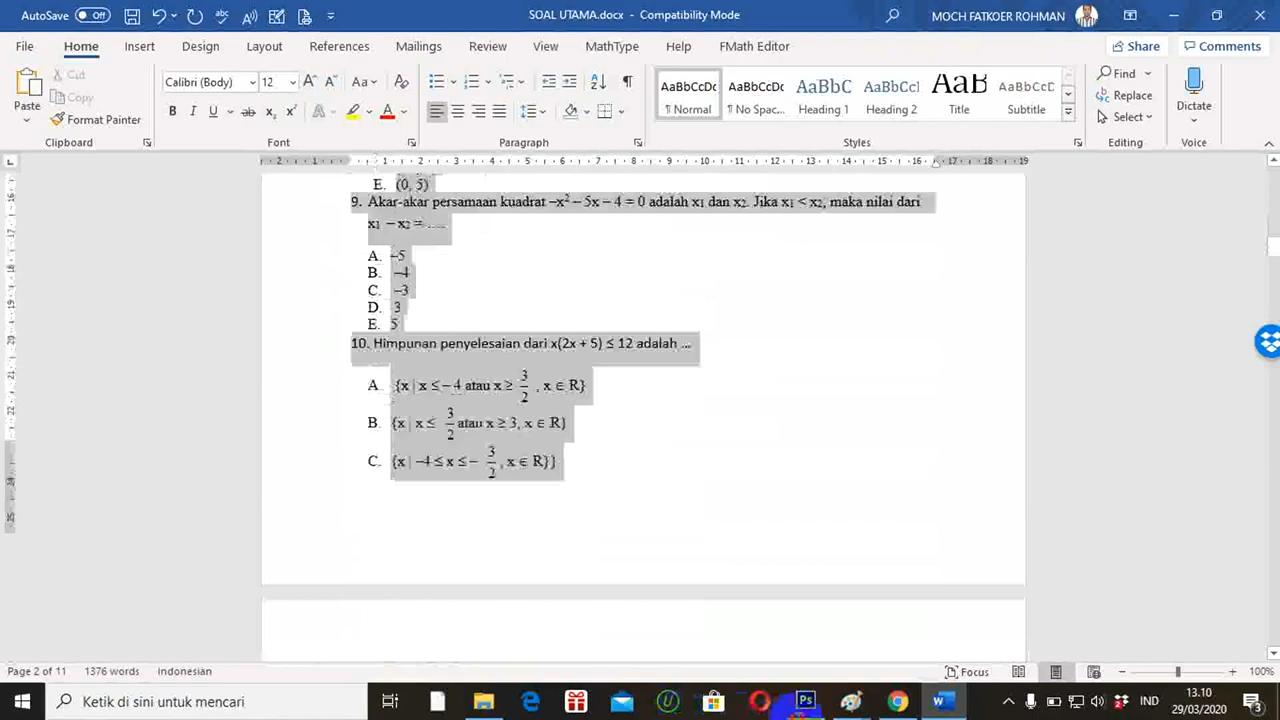 AutoSave Off
SOAL UTAMA.docx - Compatibility Mode
MOCH FATKOER ROHMAN
File Home Insert Design Layout References Mailings Review View MathType Help FMath Editor Share Comments
Paste
Cut
Copy
Format Painter
Calibri (Body) 12
AaBbCcDc AaBbCcDc AaBbC AaBbCcl AaB AaBbCcC
¶ Normal ¶ No Spac... Heading 1 Heading 2 Title Subtitle
Find
Replace
Select
Dictate
Clipboard Font Paragraph Styles Editing Voice
E. (0, 5)
9. Akar-akar persamaan kuadrat –x² – 5x – 4 = 0 adalah x₁ dan x₂. Jika x₁ < x₂, maka nilai dari
x₁ – x₂ = ....
A. –5
B. –4
C. –3
D. 3
E. 5
10. Himpunan penyelesaian dari x(2x + 5) ≤ 12 adalah ...
A. {x | x ≤ – 4 atau x ≥ 3/2 , x ∈ R}
B. {x | x ≤ 3/2 atau x ≥ 3, x ∈ R}
C. {x | –4 ≤ x ≤ – 3/2 , x ∈ R}}
Page 2 of 11 1376 words Indonesian Focus 100%
Ketik di sini untuk mencari
IND
13.10
29/03/2020